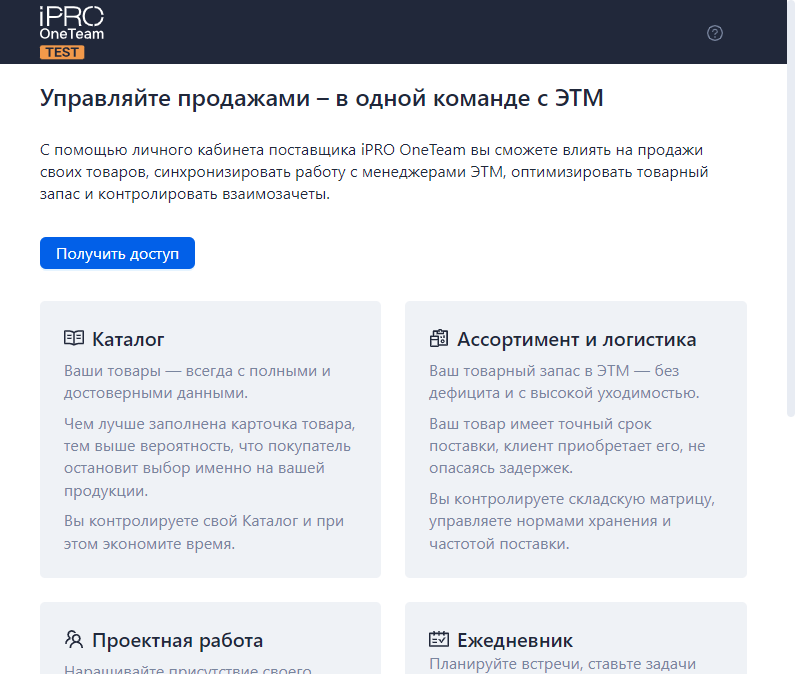 iPRO
OneTeam
TEST
Управляйте продажами – в одной команде с ЭТМ
С помощью личного кабинета поставщика iPRO OneTeam вы сможете влиять на продажи
своих товаров, синхронизировать работу с менеджерами ЭТМ, оптимизировать товарный
запас и контролировать взаимозачеты.
Получить доступ
Каталог
Ваши товары — всегда с полными и
достоверными данными.
Чем лучше заполнена карточка товара,
тем выше вероятность, что покупатель
остановит выбор именно на вашей
продукции.
Вы контролируете свой Каталог и при
этом экономите время.
Ассортимент и логистика
Ваш товарный запас в ЭТМ — без
дефицита и с высокой уходимостью.
Ваш товар имеет точный срок
поставки, клиент приобретает его, не
опасаясь задержек.
Вы контролируете складскую матрицу,
управляете нормами хранения и
частотой поставки.
Проектная работа
Наращивайте присутствие своего
Ежедневник
Планируйте встречи, ставьте задачи